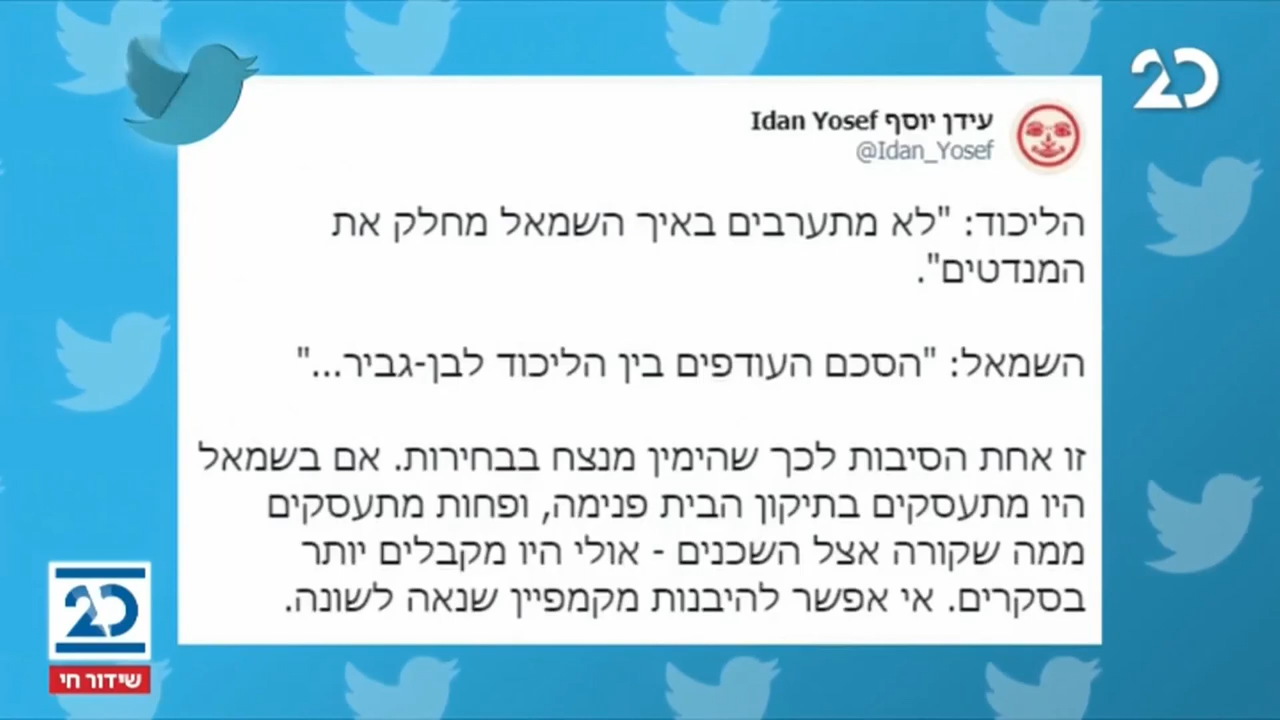 20
עידן יוסף Idan Yosef
@Idan_Yosef
הליכוד: "לא מתערבים באיך השמאל מחלק את
המנדטים".
השמאל: "הסכם העודפים בין הליכוד לבן-גביר..."
זו אחת הסיבות לכך שהימין מנצח בבחירות. אם בשמאל
היו מתעסקים בתיקון הבית פנימה, ופחות מתעסקים
ממה שקורה אצל השכנים - אולי היו מקבלים יותר
בסקרים. אי אפשר להיבנות מקמפיין שנאה לשונה.
20
שידור חי